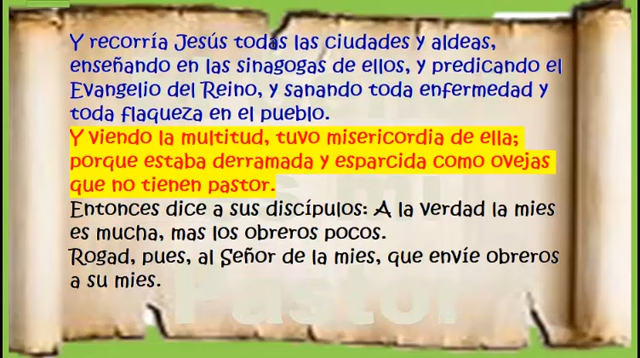 Y recorría Jesús todas las ciudades y aldeas,
enseñando en las sinagogas de ellos, y predicando el
Evangelio del Reino, y sanando toda enfermedad y
toda flaqueza en el pueblo.
Y viendo la multitud, tuvo misericordia de ella;
porque estaba derramada y esparcida como ovejas
que no tienen pastor.
Entonces dice a sus discípulos: A la verdad la mies
es mucha, mas los obreros pocos.
Rogad, pues, al Señor de la mies, que envíe obreros
a su mies.
es mi
Pastor